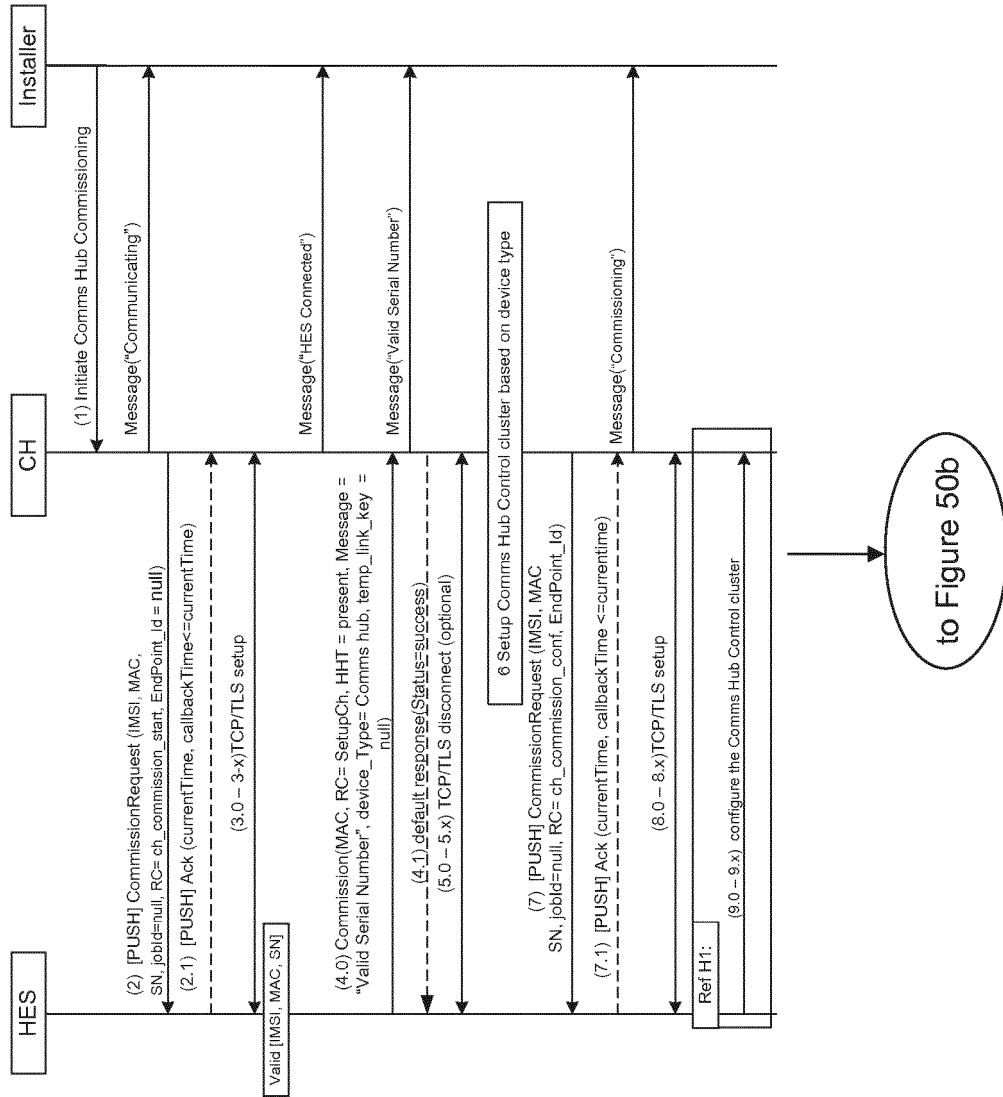 HES
CH
Installer
(1) Initiate Comms Hub Commissioning
Message("Communicating")
(2) [PUSH] CommissionRequest (IMSI, MAC,
SN, jobId=null, RC= ch_commission_start, EndPoint_Id = null)
(2.1) [PUSH] Ack (currentTime, callbackTime<=currentTime)
(3.0 – 3-x)TCP/TLS setup
Valid [IMSI, MAC, SN]
Message("HES Connected")
(4.0) Commission(MAC, RC= SetupCh, HHT = present, Message =
"Valid Serial Number", device_Type= Comms hub, temp_link_key =
null)
Message("Valid Serial Number")
(4.1) default response(Status=success)
(5.0 – 5.x) TCP/TLS disconnect (optional)
6 Setup Comms Hub Control cluster based on device type
(7) [PUSH] CommissionRequest (IMSI, MAC
SN, jobId=null, RC= ch_commission_conf, EndPoint_Id)
(7.1) [PUSH] Ack (currentTime, callbackTime <=currentime)
Message("Commissioning")
(8.0 – 8.x)TCP/TLS setup
Ref H1:
(9.0 – 9.x) configure the Comms Hub Control cluster
to Figure 50b